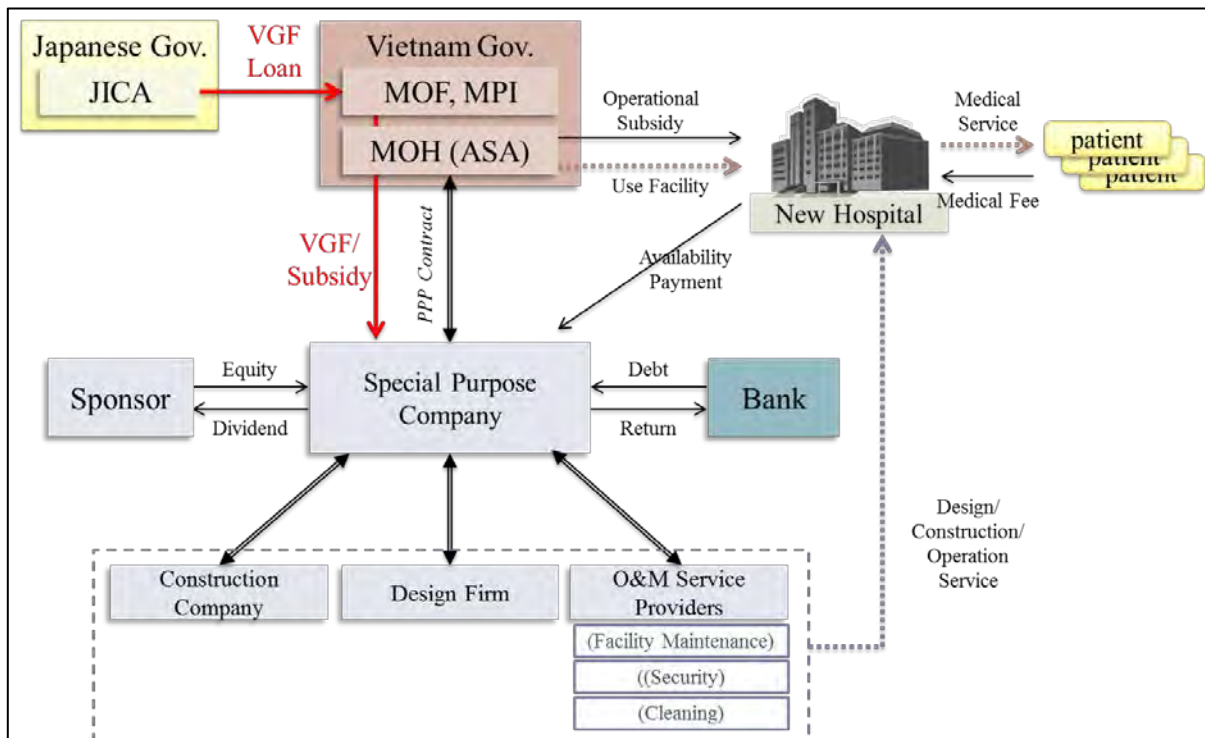 Japanese Gov.
JICA
VGF
Loan
Vietnam Gov.
MOF, MPI
MOH (ASA)
Operational
Subsidy
Use Facility
New Hospital
Medical
Service
patient
patient
patient
Medical Fee
VGF/
Subsidy
PPP Contract
Availability
Payment
Sponsor
Equity
Dividend
Special Purpose
Company
Debt
Return
Bank
Design/
Construction/
Operation
Service
Construction
Company
Design Firm
O&M Service
Providers
(Facility Maintenance)
((Security)
(Cleaning)